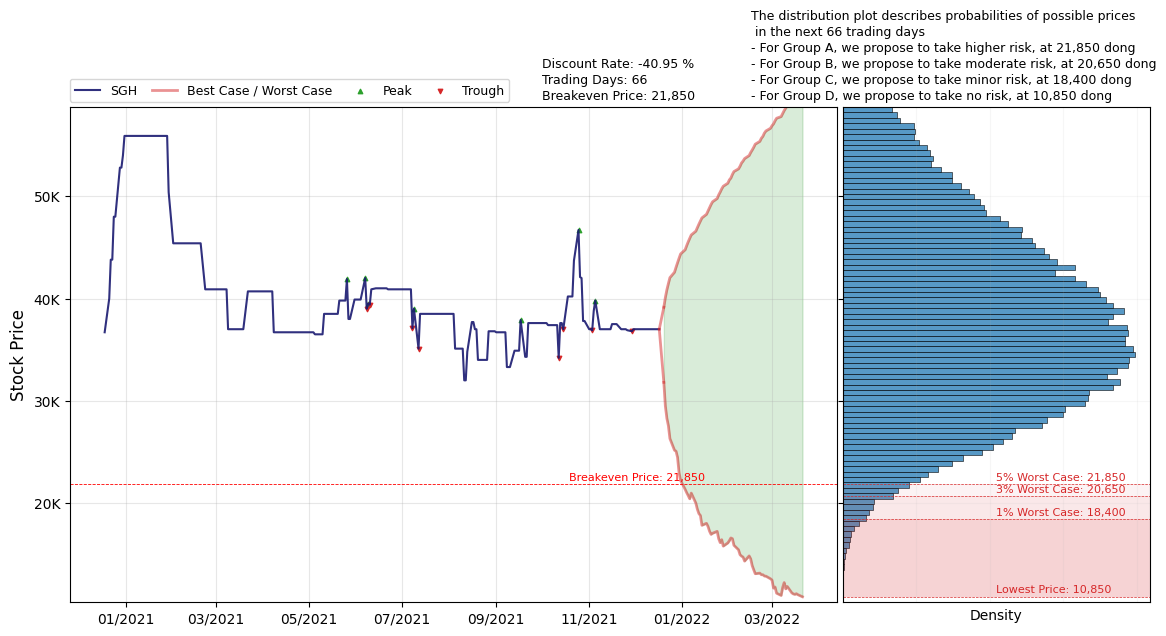 The distribution plot describes probabilities of possible prices
in the next 66 trading days
- For Group A, we propose to take higher risk, at 21,850 dong
- For Group B, we propose to take moderate risk, at 20,650 dong
- For Group C, we propose to take minor risk, at 18,400 dong
- For Group D, we propose to take no risk, at 10,850 dong
Discount Rate: -40.95 %
Trading Days: 66
Breakeven Price: 21,850
SGH
Best Case / Worst Case
Peak
Trough
Stock Price
50K
40K
30K
20K
Breakeven Price: 21,850
5% Worst Case: 21,850
3% Worst Case: 20,650
1% Worst Case: 18,400
Lowest Price: 10,850
01/2021
03/2021
05/2021
07/2021
09/2021
11/2021
01/2022
03/2022
Density